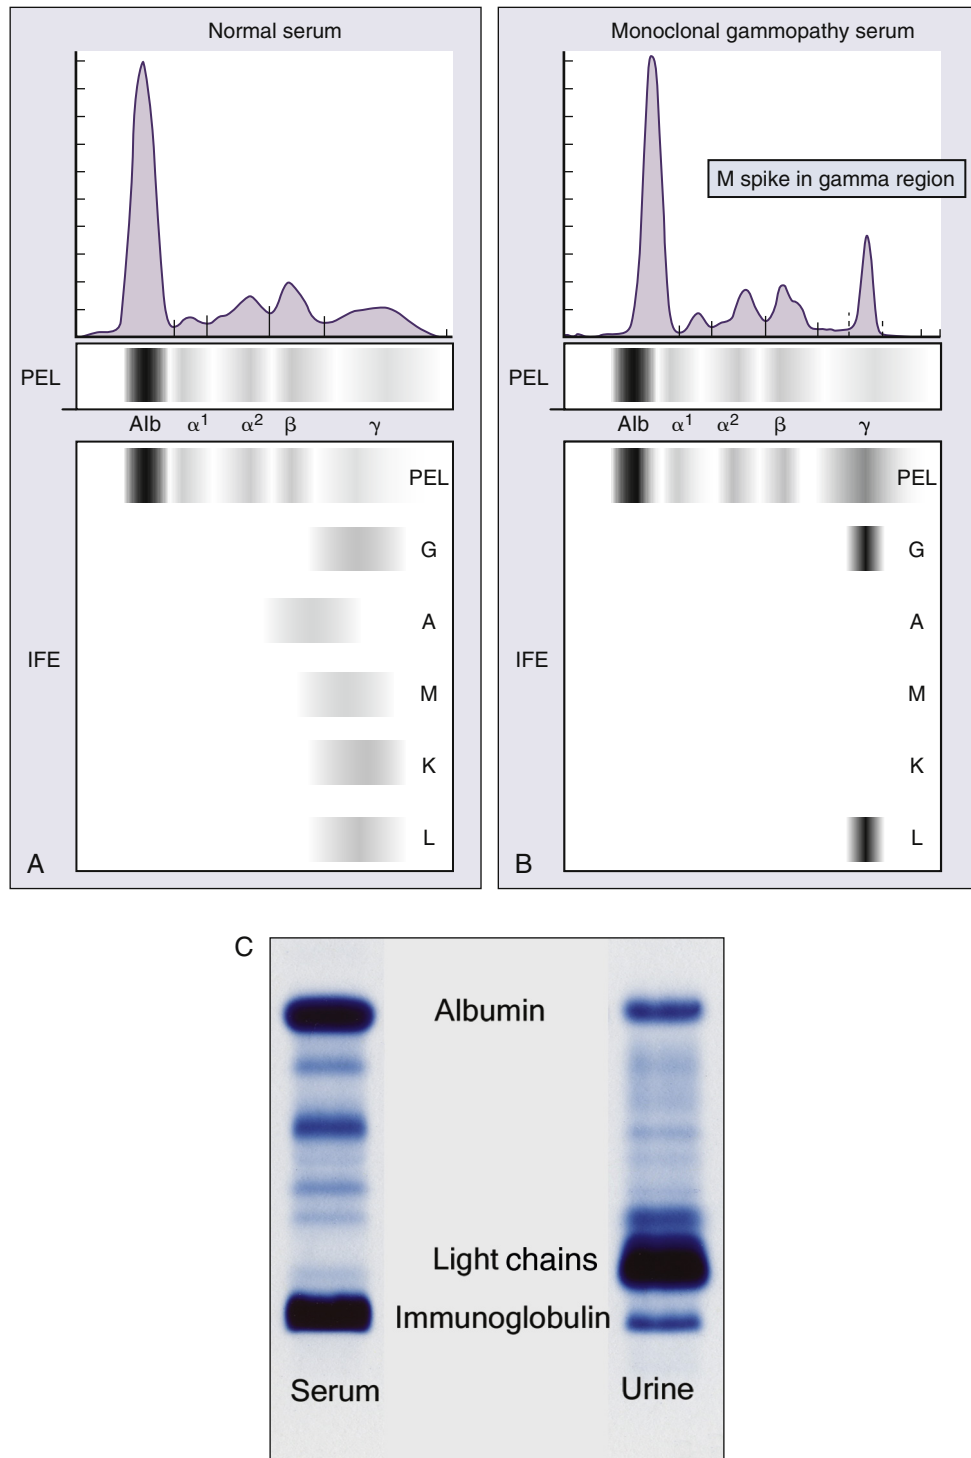 Normal serum
PEL
Alb α¹ α² β γ
PEL
G
A
M
IFE
K
L
A
Monoclonal gammopathy serum
M spike in gamma region
PEL
Alb α¹ α² β γ
PEL
G
A
M
IFE
K
L
B
C
Albumin
Light chains
Immunoglobulin
Serum
Urine